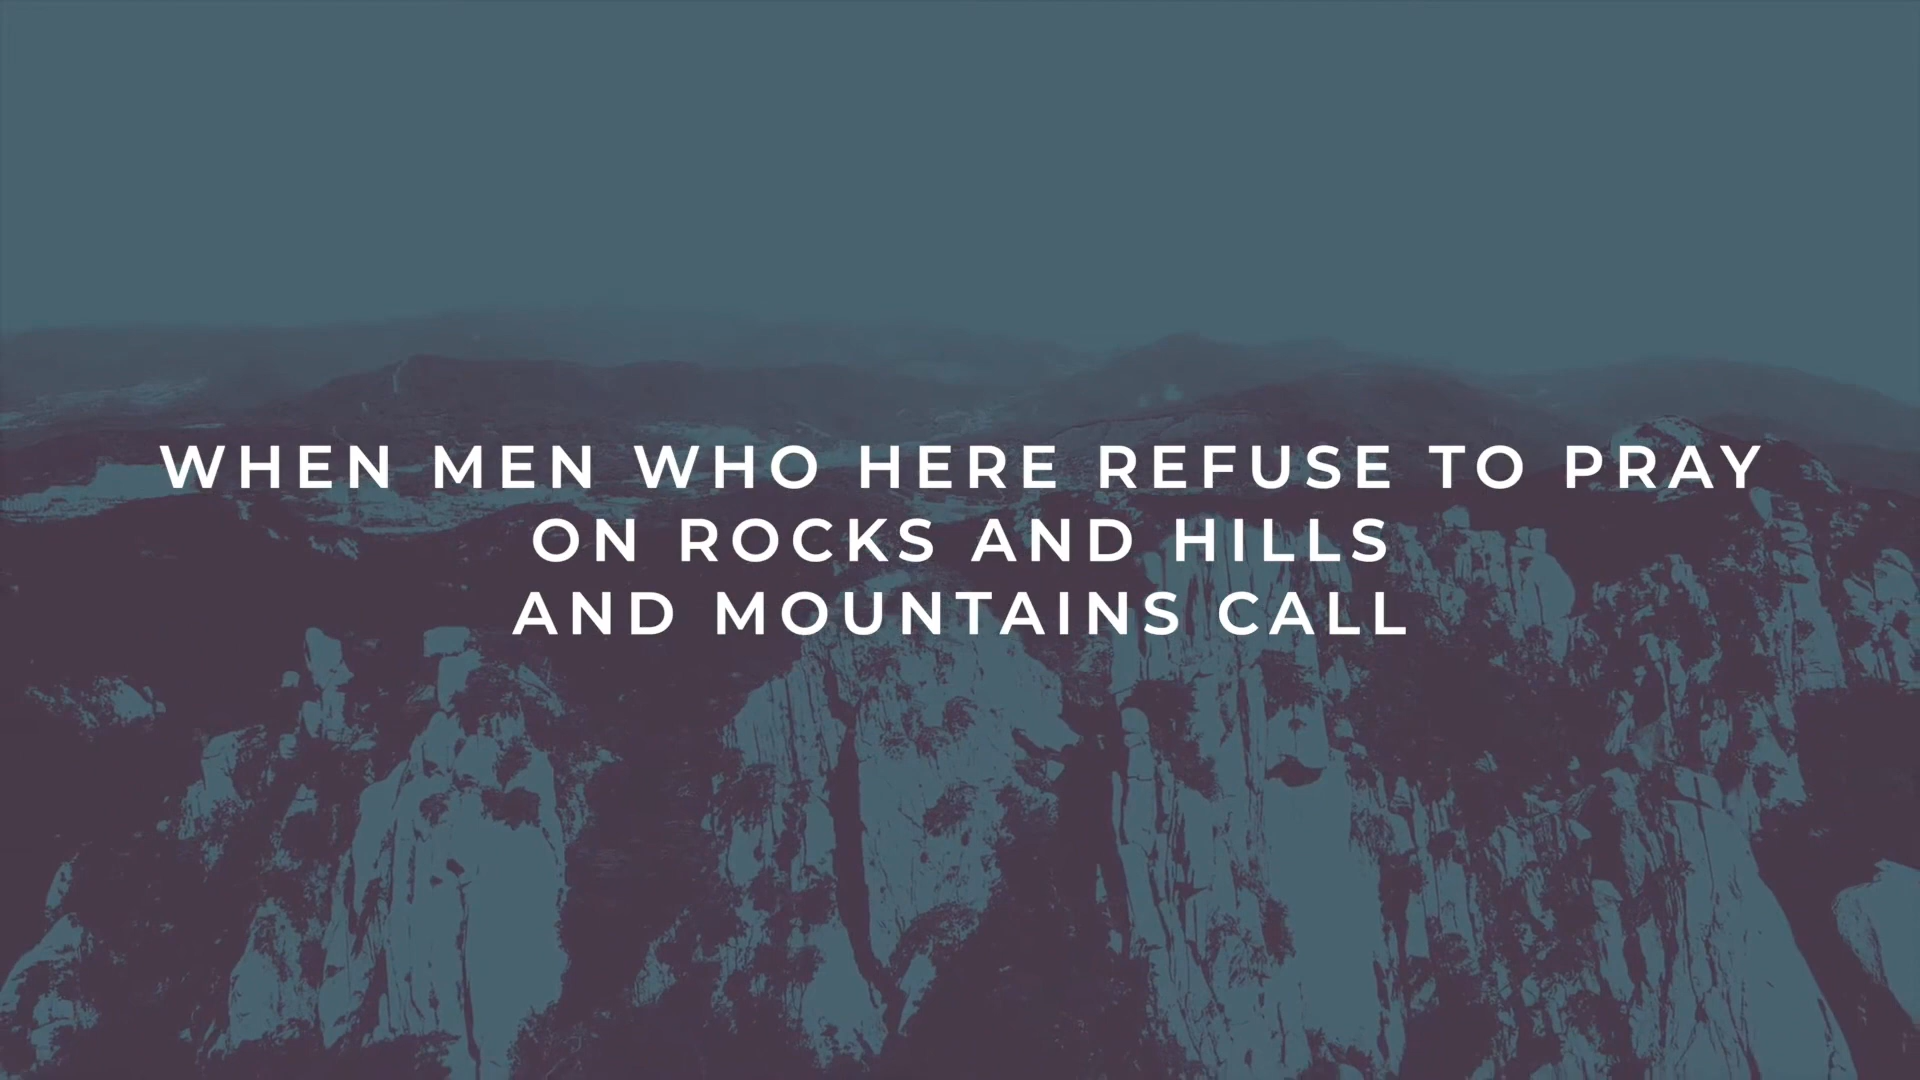 WHEN MEN WHO HERE REFUSE TO PRAY
ON ROCKS AND HILLS
AND MOUNTAINS CALL